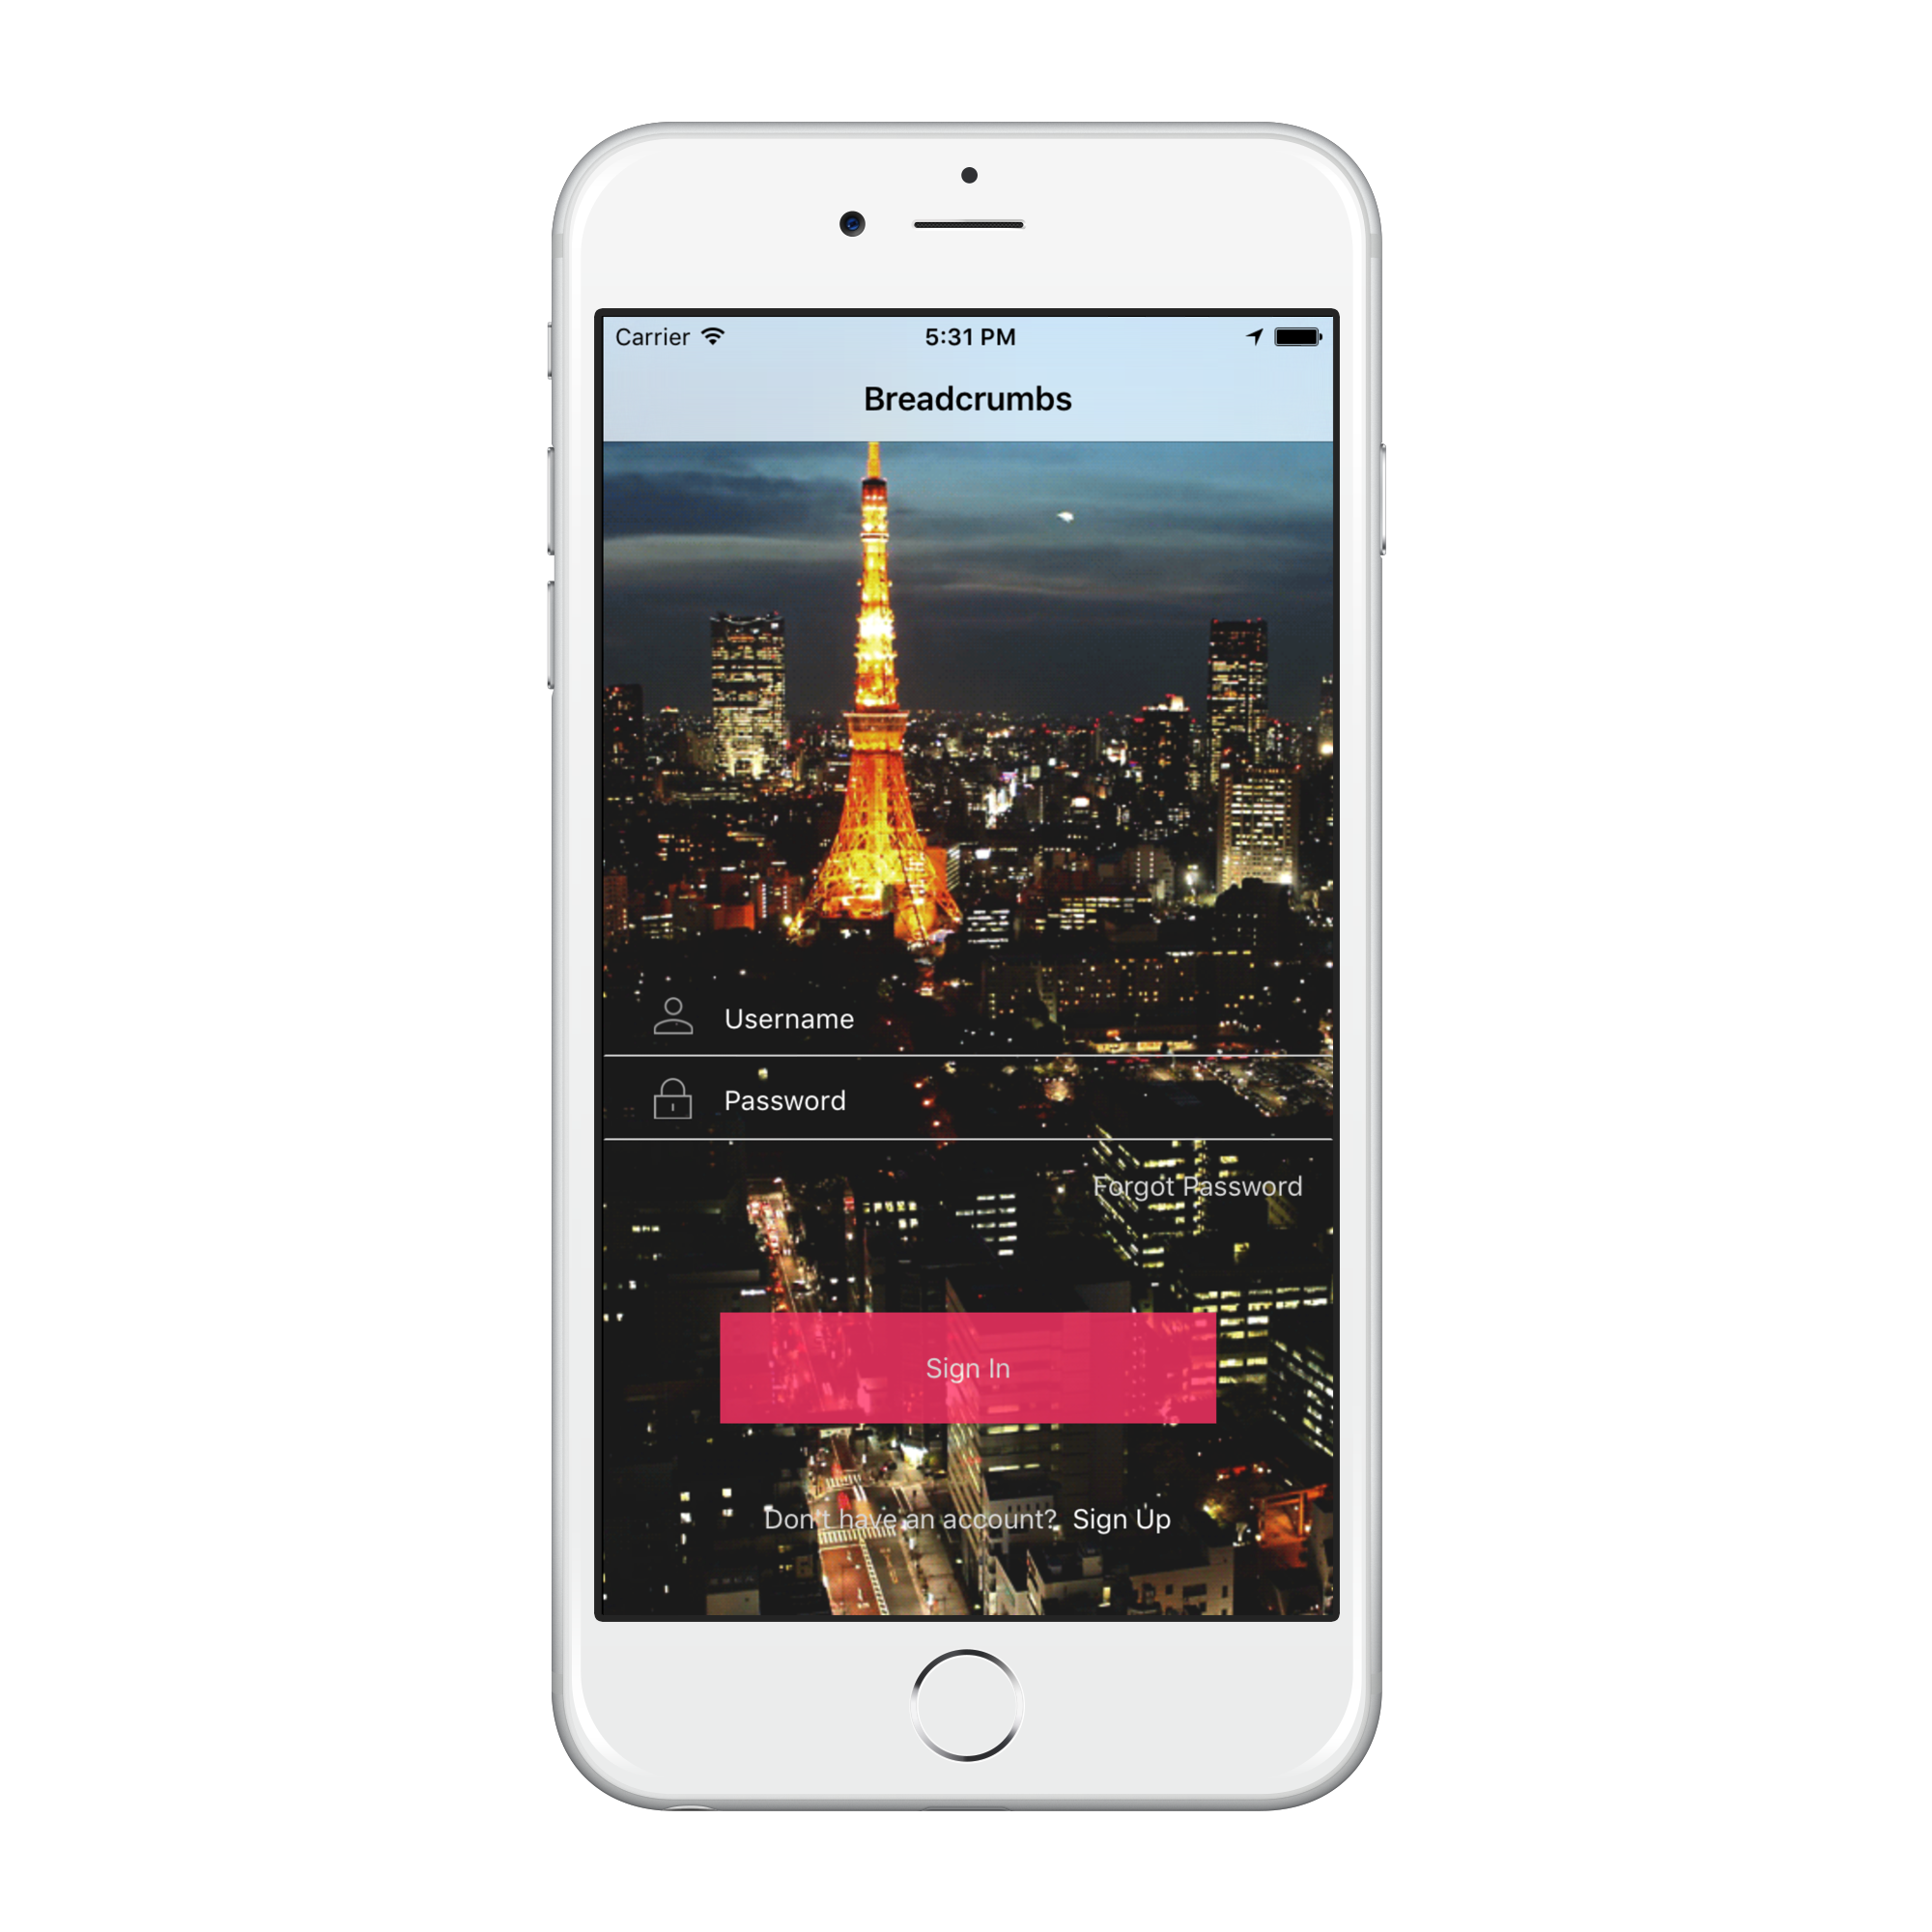 Carrier 5:31 PM
Breadcrumbs
Username
Password
Forgot Password
Sign In
Don't have an account? Sign Up